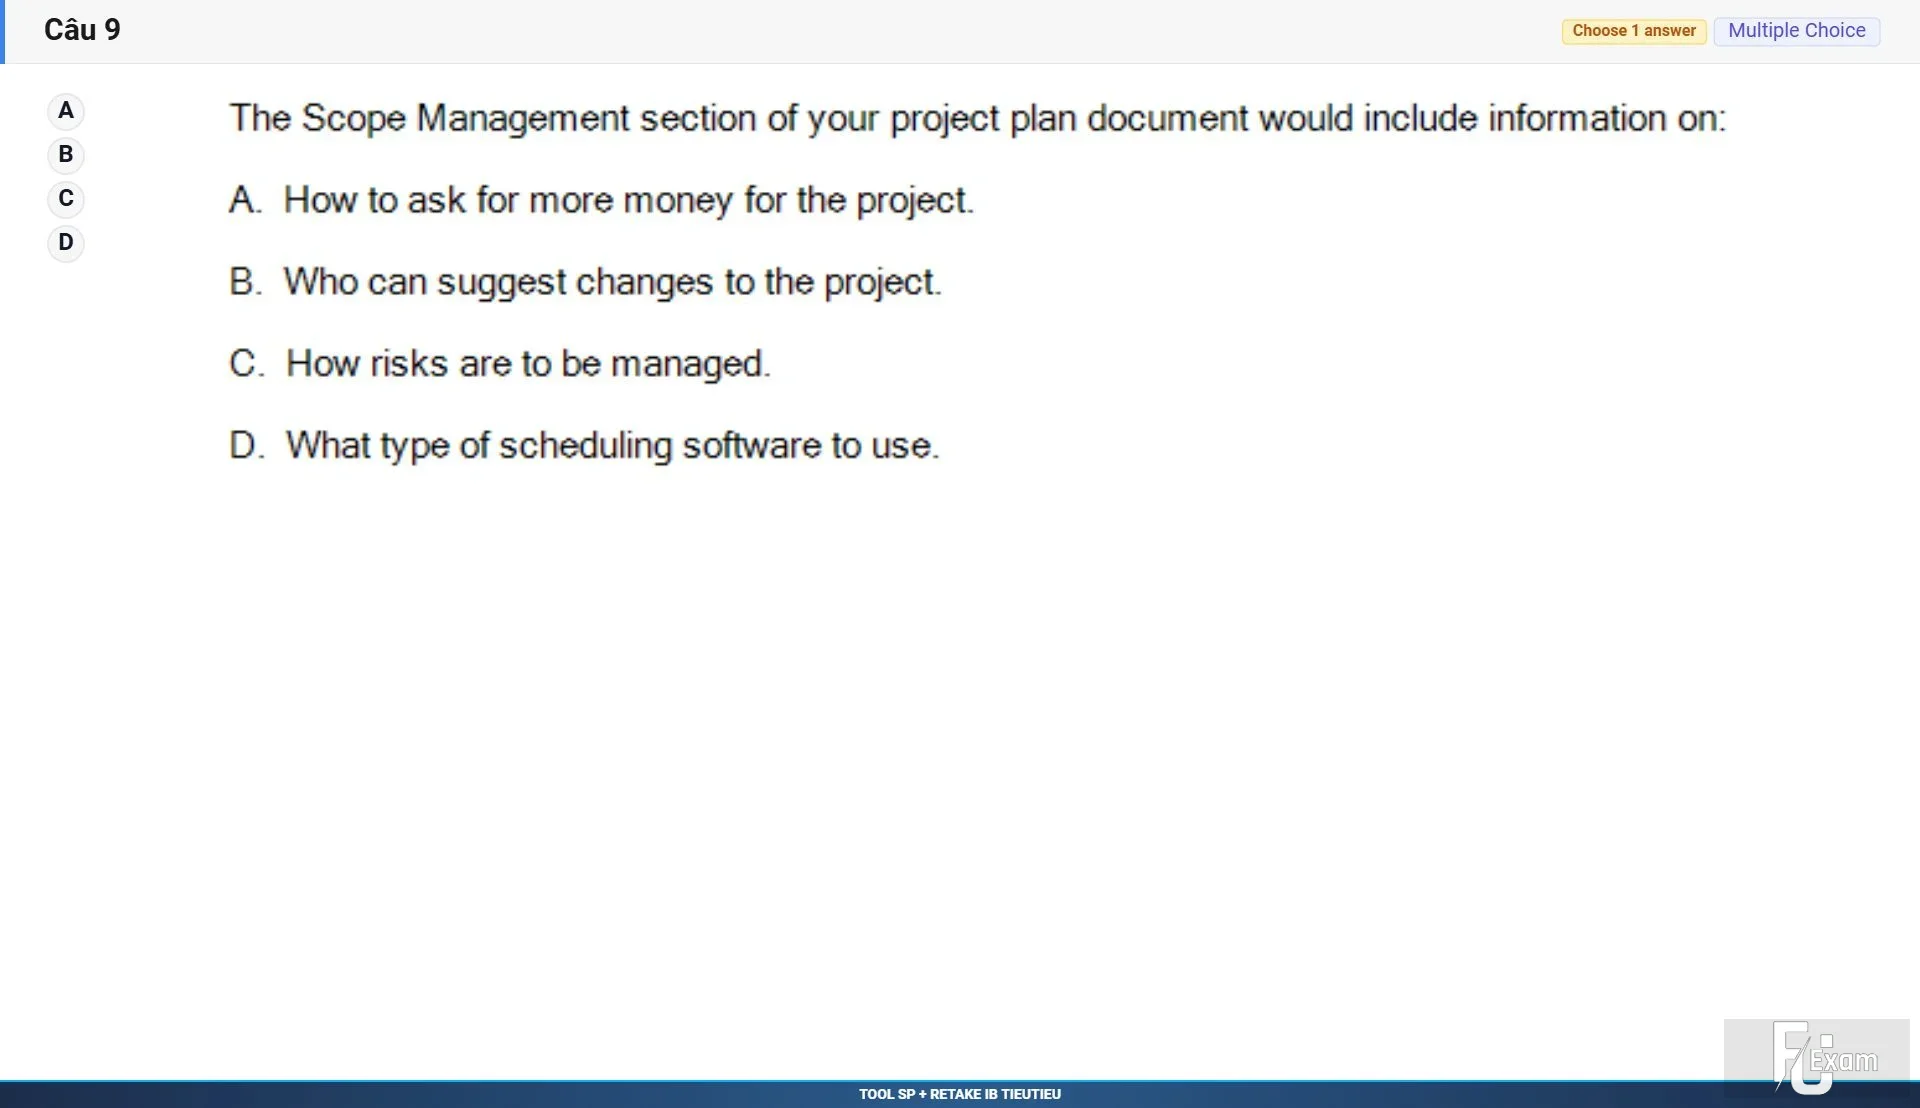 Câu 9
Choose 1 answer
Multiple Choice
A
B
C
D
The Scope Management section of your project plan document would include information on:
A. How to ask for more money for the project.
B. Who can suggest changes to the project.
C. How risks are to be managed.
D. What type of scheduling software to use.
FU Exam
TOOL SP + RETAKE IB TIEUTIEU